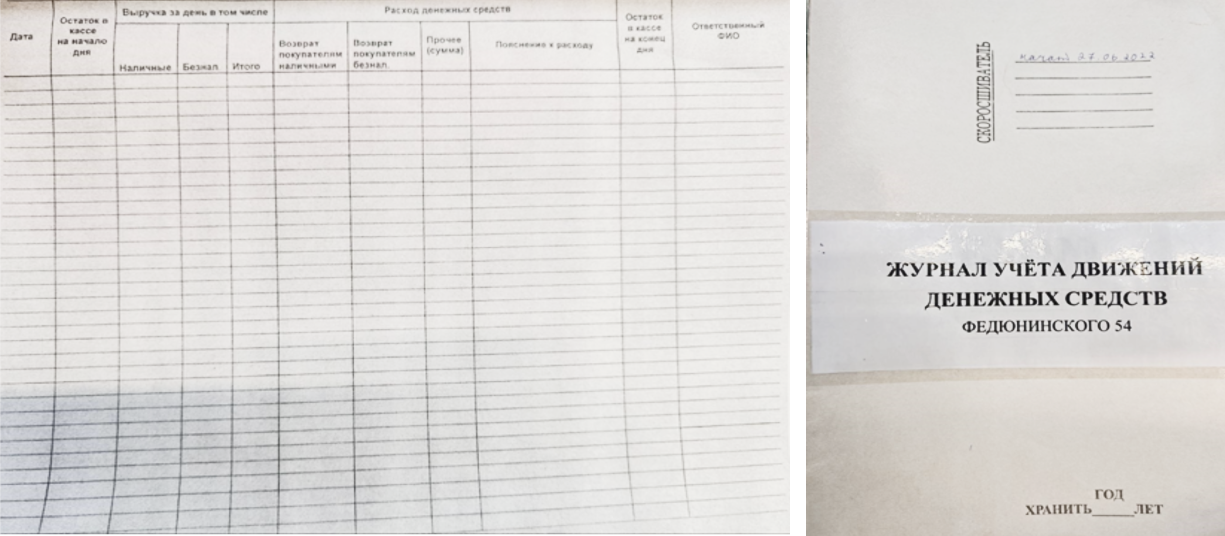 Дата
Остаток в
кассе
на начало
дня
Выручка за день в том числе
Наличные
Безнал.
Итого
Расход денежных средств
Возврат
покупателям
наличными
Возврат
покупателям
безнал.
Прочее
(сумма)
Пояснение к расходу
Остаток
в кассе
на конец
дня
Ответственный
ФИО
СКОРОСШИВАТЕЛЬ
начат 27.06.2022
ЖУРНАЛ УЧЁТА ДВИЖЕНИЙ
ДЕНЕЖНЫХ СРЕДСТВ
ФЕДЮНИНСКОГО 54
ГОД
ХРАНИТЬ______ЛЕТ